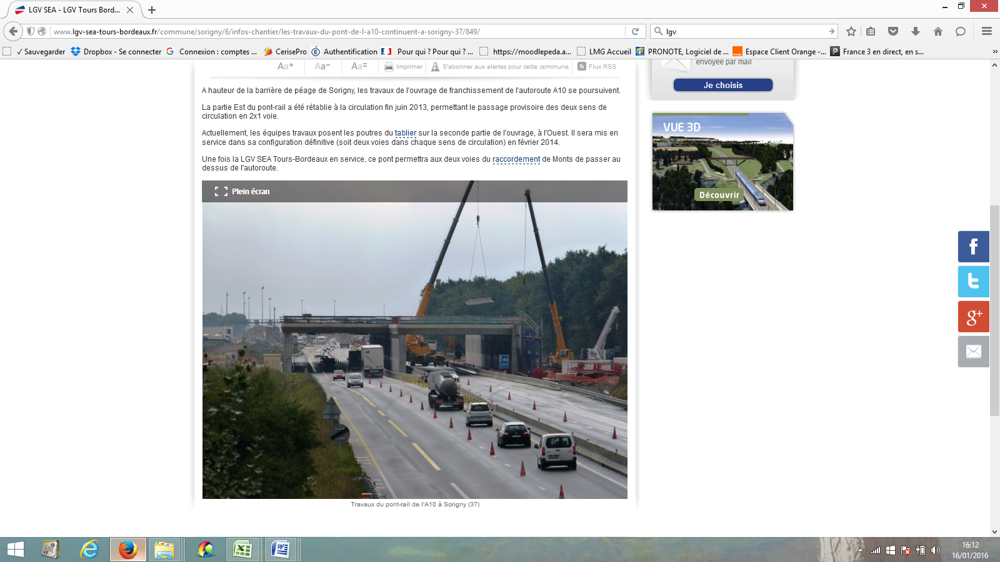 LGV SEA - LGV Tours Bord...
www.lgv-sea-tours-bordeaux.fr/commune/sorigny/6/infos-chantier/les-travaux-du-pont-de-l-a10-continuent-a-sorigny-37/849/
lgv
✓ Sauvegarder
Dropbox - Se connecter
Connexion : comptes ...
CerisePro
Authentification
Pour qui ? Pour qui ? ...
https://moodlepeda.a...
LMG Accueil
PRONOTE, Logiciel de ...
Espace Client Orange -...
France 3 en direct, en s...
»
Aa+ Aa- Aa= Imprimer S'abonner aux alertes pour cette commune Flux RSS
A hauteur de la barrière de péage de Sorigny, les travaux de l'ouvrage de franchissement de l'autoroute A10 se poursuivent.
La partie Est du pont-rail a été rétablie à la circulation fin juin 2013, permettant le passage provisoire des deux sens de
circulation en 2x1 voie.
Actuellement, les équipes travaux posent les poutres du tablier sur la seconde partie de l'ouvrage, à l'Ouest. Il sera mis en
service dans sa configuration définitive (soit deux voies dans chaque sens de circulation) en février 2014.
Une fois la LGV SEA Tours-Bordeaux en service, ce pont permettra aux deux voies du raccordement de Monts de passer au
dessus de l'autoroute.
Plein écran
Travaux du pont-rail de l'A10 à Sorigny (37)
envoyée par mail
Je choisis
VUE 3D
Découvrir
f
t
g+
16:12
16/01/2016